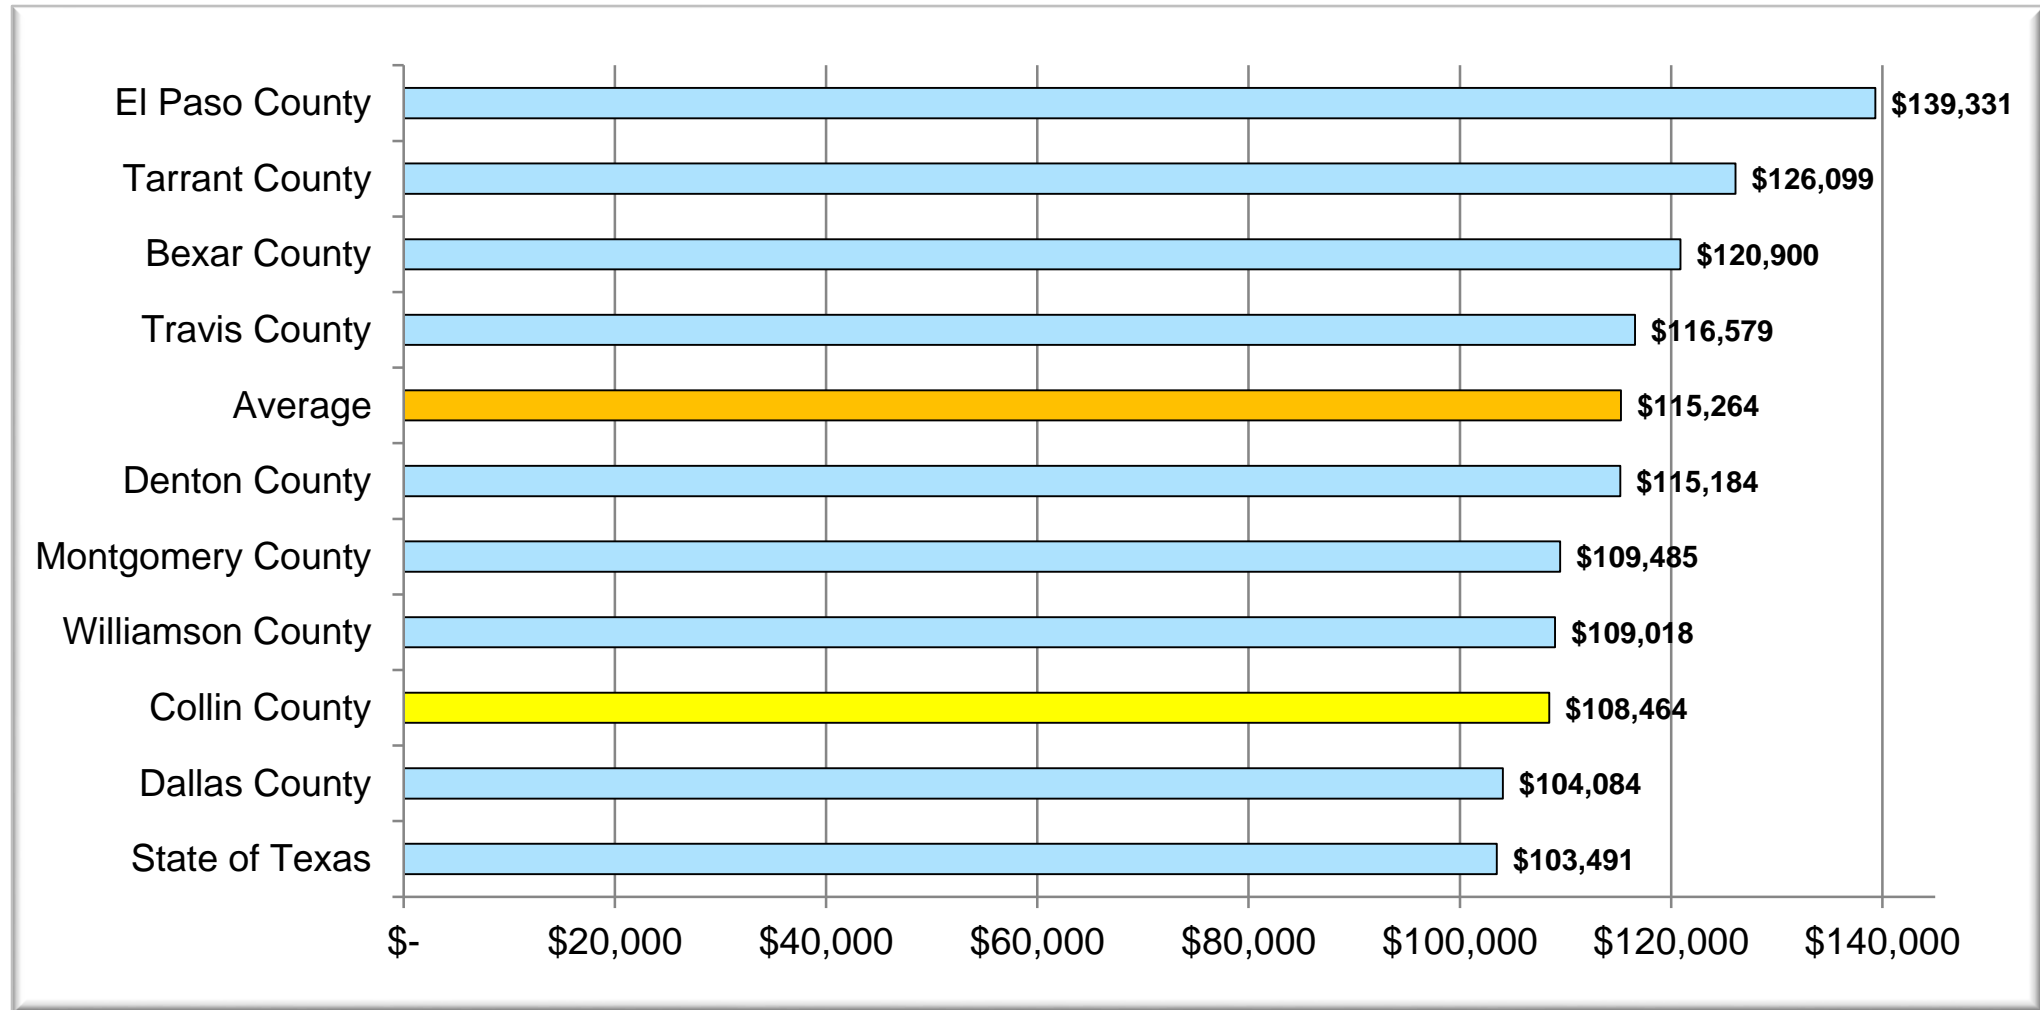 El Paso County $139,331
Tarrant County $126,099
Bexar County $120,900
Travis County $116,579
Average $115,264
Denton County $115,184
Montgomery County $109,485
Williamson County $109,018
Collin County $108,464
Dallas County $104,084
State of Texas $103,491
$- $20,000 $40,000 $60,000 $80,000 $100,000 $120,000 $140,000